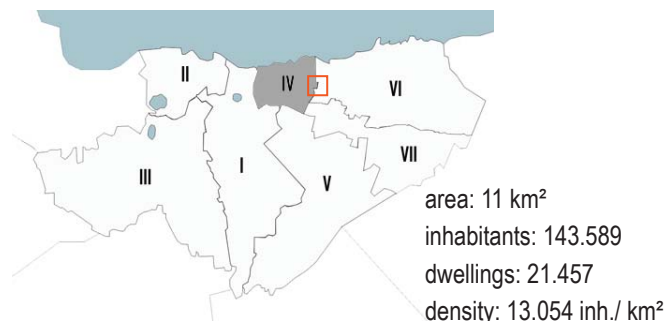 II
IV
VI
III
I
V
VII
area: 11 km²
inhabitants: 143.589
dwellings: 21.457
density: 13.054 inh./ km²